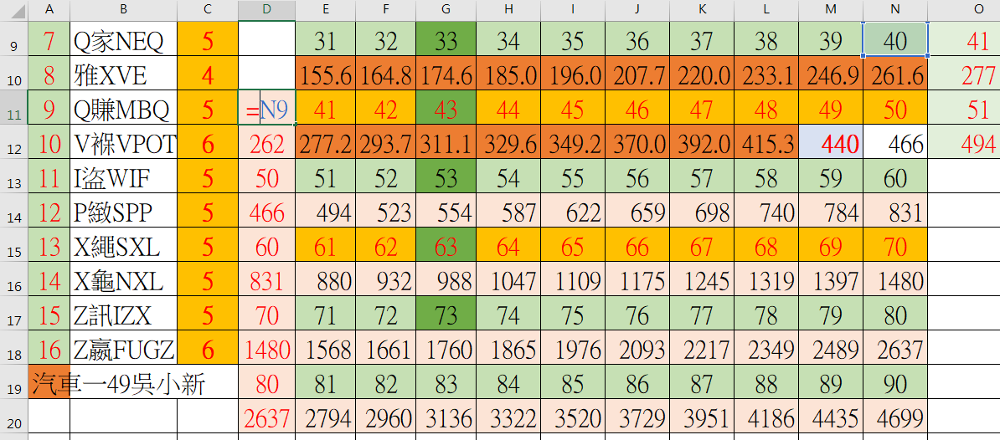 A B C D E F G H I J K L M N O
9 7 Q家NEQ 5 31 32 33 34 35 36 37 38 39 40 41
10 8 雅XVE 4 155.6 164.8 174.6 185.0 196.0 207.7 220.0 233.1 246.9 261.6 277
11 9 Q賺MBQ 5 =N9 41 42 43 44 45 46 47 48 49 50 51
12 10 V褓VPOT 6 262 277.2 293.7 311.1 329.6 349.2 370.0 392.0 415.3 440 466 494
13 11 I盜WIF 5 50 51 52 53 54 55 56 57 58 59 60
14 12 P緻SPP 5 466 494 523 554 587 622 659 698 740 784 831
15 13 X繩SXL 5 60 61 62 63 64 65 66 67 68 69 70
16 14 X龜NXL 5 831 880 932 988 1047 1109 1175 1245 1319 1397 1480
17 15 Z訊IZX 5 70 71 72 73 74 75 76 77 78 79 80
18 16 Z贏FUGZ 6 1480 1568 1661 1760 1865 1976 2093 2217 2349 2489 2637
19 汽車一49吳小新 80 81 82 83 84 85 86 87 88 89 90
20 2637 2794 2960 3136 3322 3520 3729 3951 4186 4435 4699